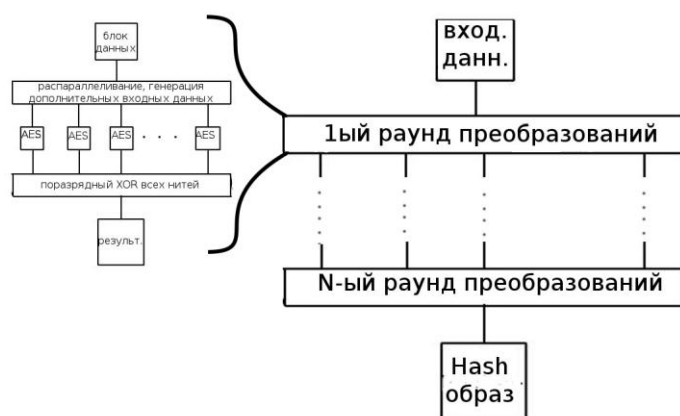 блок
данных
распараллеливание, генерация
дополнительных входных данных
AES
AES
AES
. . .
AES
поразрядный XOR всех нитей
результ.
вход.
данн.
1ый раунд преобразований
N-ый раунд преобразований
Hash
образ